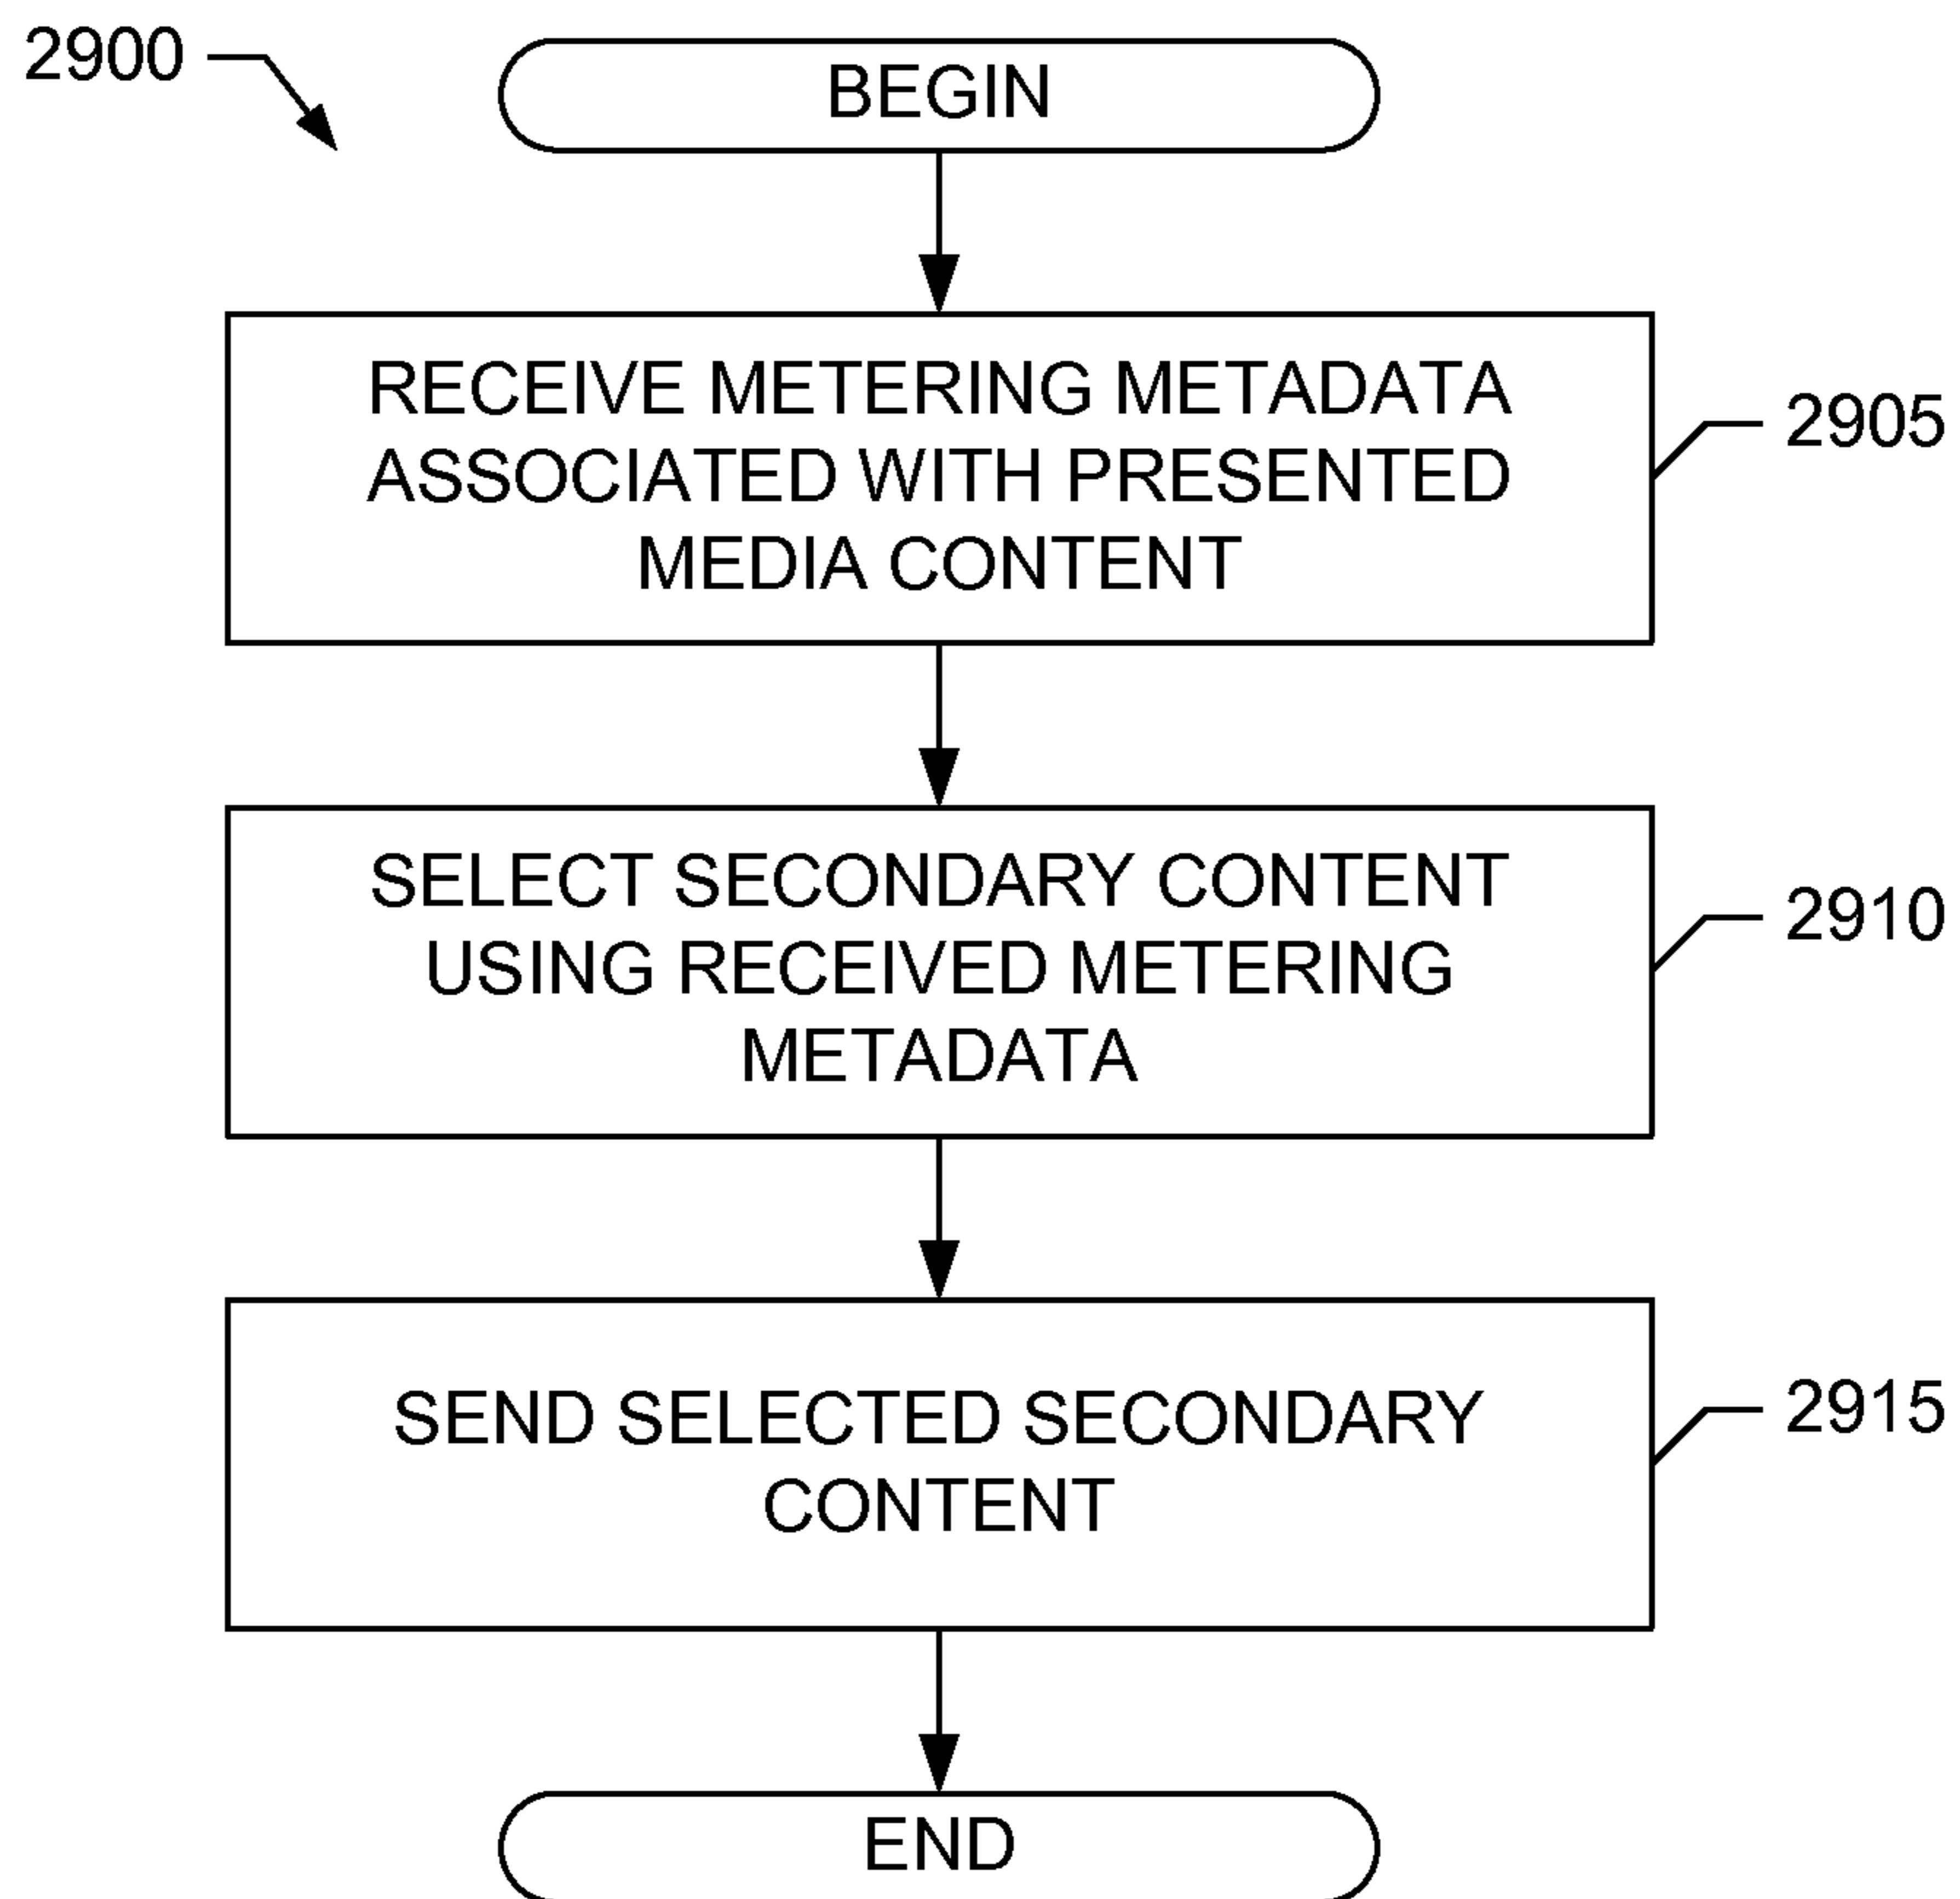 2900
BEGIN
RECEIVE METERING METADATA
ASSOCIATED WITH PRESENTED
MEDIA CONTENT
2905
SELECT SECONDARY CONTENT
USING RECEIVED METERING
METADATA
2910
SEND SELECTED SECONDARY
CONTENT
2915
END